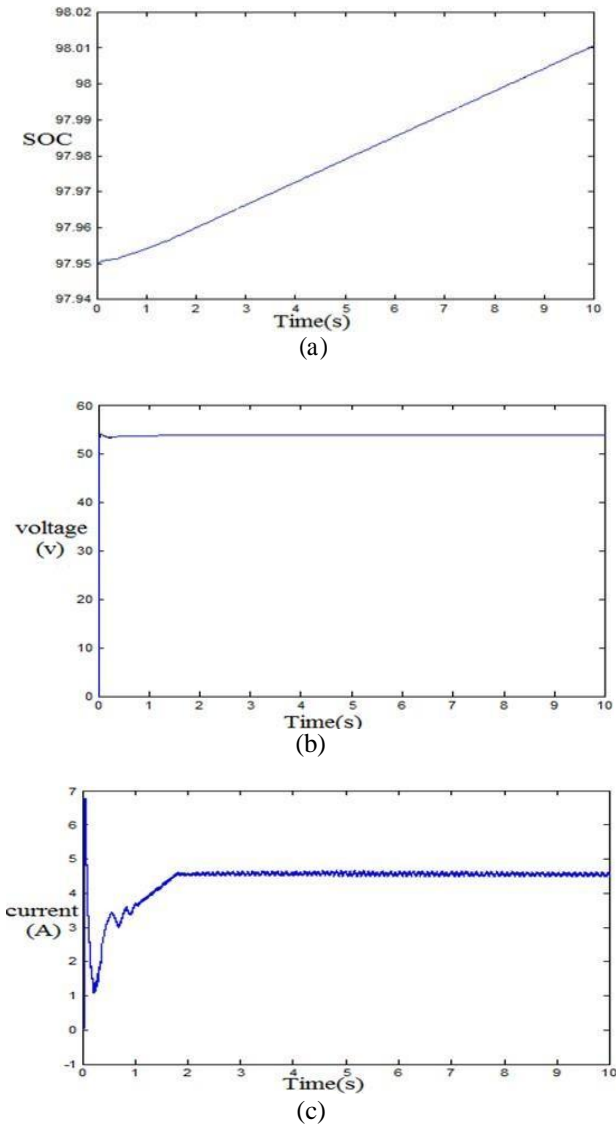 98.02
98.01
98
97.99
SOC
97.98
97.97
97.96
97.95
97.94
0 1 2 3 4 5 6 7 8 9 10
Time(s)
(a)
60
50
40
voltage
(v)
30
20
10
0
0 1 2 3 4 5 6 7 8 9 10
Time(s)
(b)
7
6
5
4
current
(A)
3
2
1
0
-1
0 1 2 3 4 5 6 7 8 9 10
Time(s)
(c)